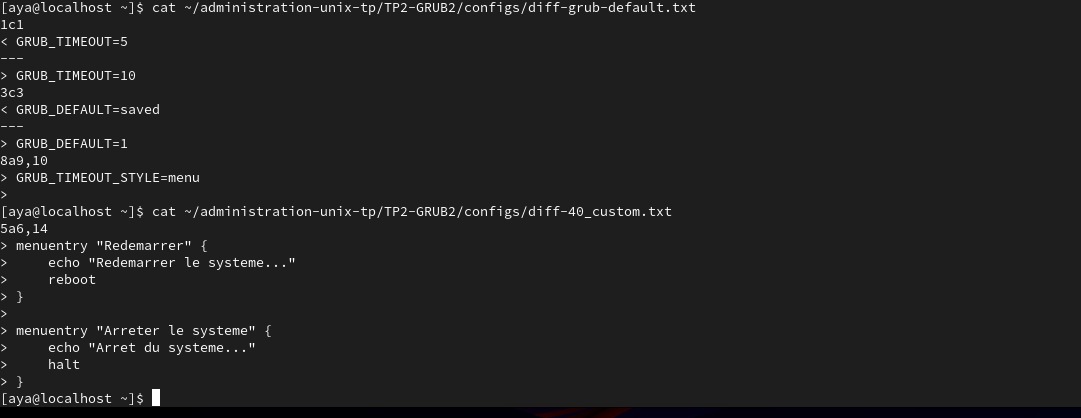 [aya@localhost ~]$ cat ~/administration-unix-tp/TP2-GRUB2/configs/diff-grub-default.txt
1c1
< GRUB_TIMEOUT=5
---
> GRUB_TIMEOUT=10
3c3
< GRUB_DEFAULT=saved
---
> GRUB_DEFAULT=1
8a9,10
> GRUB_TIMEOUT_STYLE=menu
>
[aya@localhost ~]$ cat ~/administration-unix-tp/TP2-GRUB2/configs/diff-40_custom.txt
5a6,14
> menuentry "Redemarrer" {
>     echo "Redemarrer le systeme..."
>     reboot
> }
>
> menuentry "Arreter le systeme" {
>     echo "Arret du systeme..."
>     halt
> }
[aya@localhost ~]$